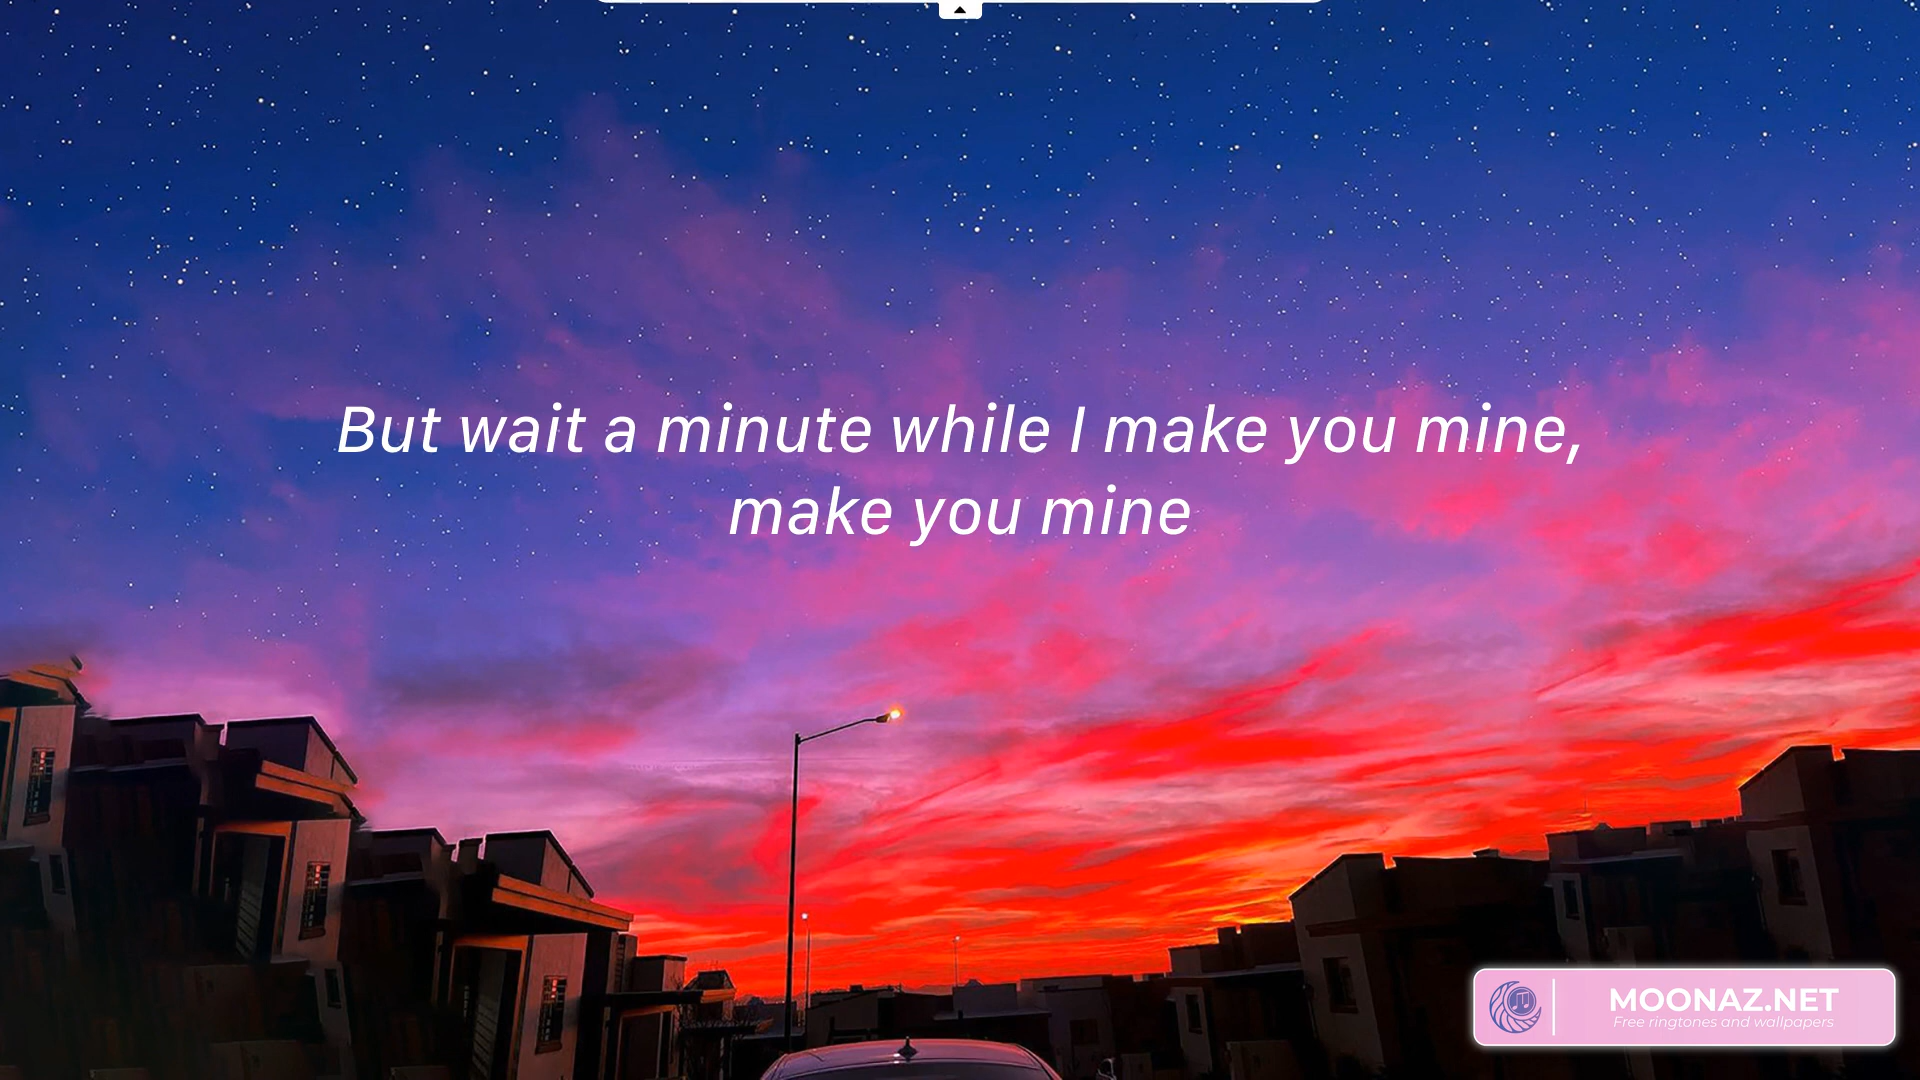 But wait a minute while I make you mine,
make you mine
MOONAZ.NET
Free ringtones and wallpapers